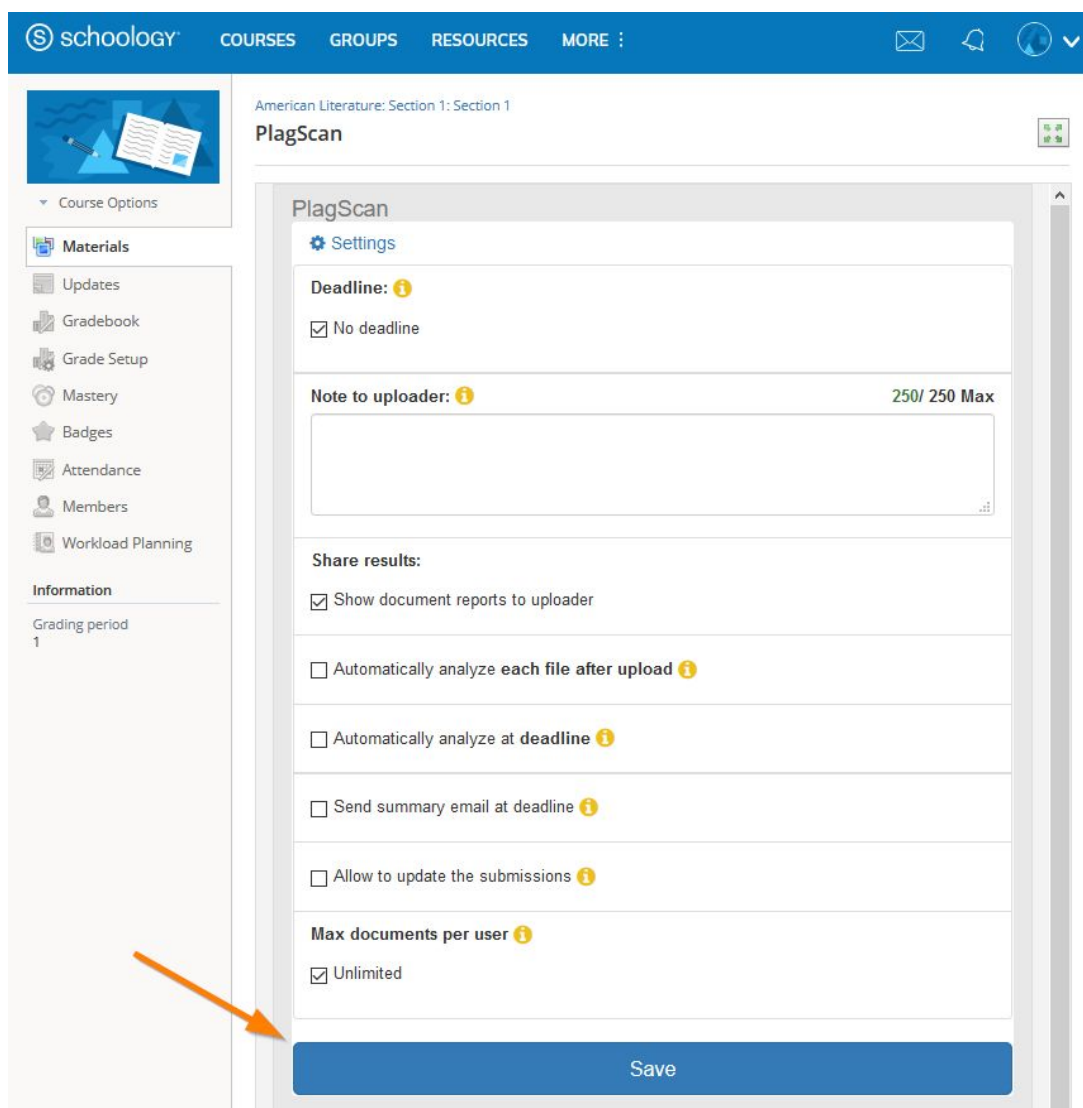 schoology COURSES GROUPS RESOURCES MORE
American Literature: Section 1: Section 1
PlagScan
Course Options
Materials
Updates
Gradebook
Grade Setup
Mastery
Badges
Attendance
Members
Workload Planning
Information
Grading period
1
PlagScan
Settings
Deadline:
No deadline
Note to uploader: 250/ 250 Max
Share results:
Show document reports to uploader
Automatically analyze each file after upload
Automatically analyze at deadline
Send summary email at deadline
Allow to update the submissions
Max documents per user
Unlimited
Save